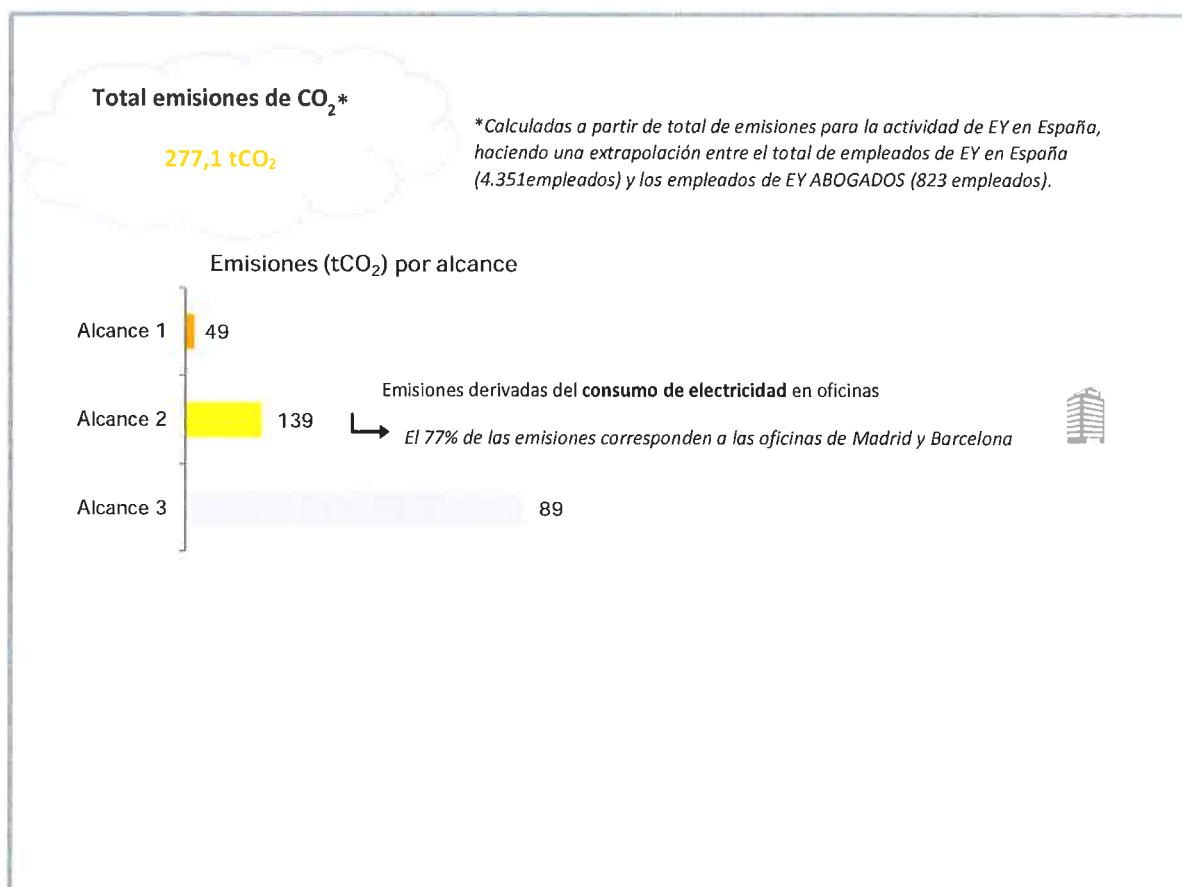 Total emisiones de CO₂*
277,1 tCO₂
*Calculadas a partir de total de emisiones para la actividad de EY en España,
haciendo una extrapolación entre el total de empleados de EY en España
(4.351empleados) y los empleados de EY ABOGADOS (823 empleados).
Emisiones (tCO₂) por alcance
Alcance 1 49
Emisiones derivadas del consumo de electricidad en oficinas
Alcance 2 139
El 77% de las emisiones corresponden a las oficinas de Madrid y Barcelona
Alcance 3 89